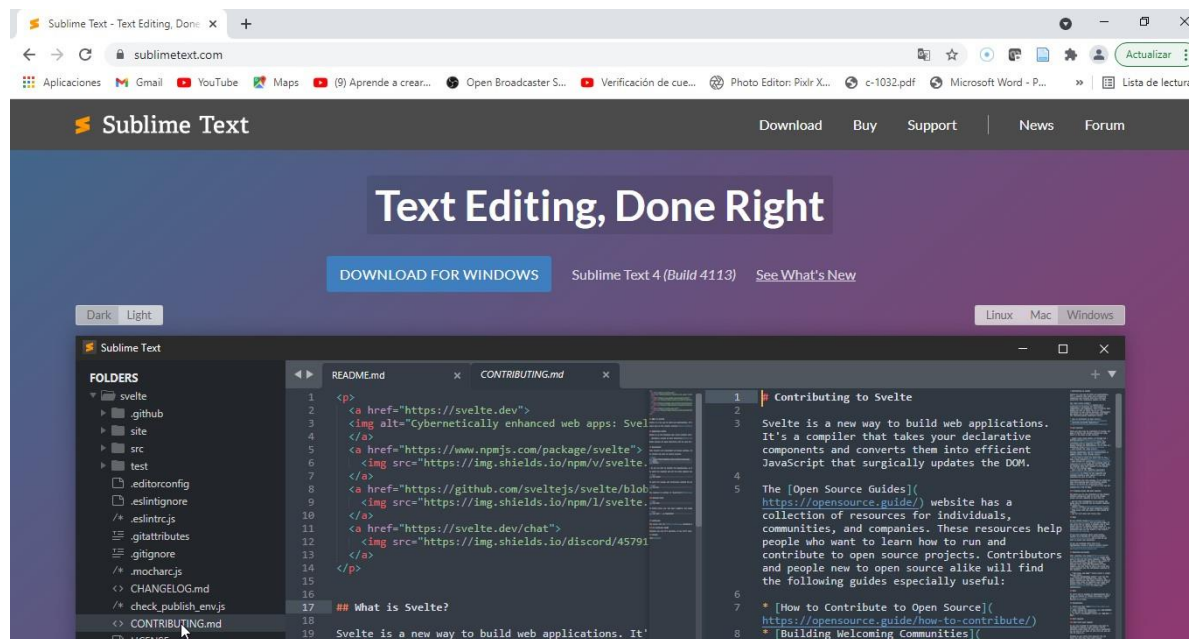 Sublime Text - Text Editing, Done
sublimetext.com
Actualizar
Aplicaciones Gmail YouTube Maps (9) Aprende a crear... Open Broadcaster S... Verificación de cue... Photo Editor: Pixlr X... c-1032.pdf Microsoft Word - P... » Lista de lectura
Sublime Text Download Buy Support News Forum
Text Editing, Done Right
DOWNLOAD FOR WINDOWS Sublime Text 4 (Build 4113) See What's New
Dark Light Linux Mac Windows
Sublime Text
FOLDERS
svelte
.github
site
src
test
.editorconfig
.eslintignore
/* .eslintrc.js
.gitattributes
.gitignore
/* .mocharc.js
<> CHANGELOG.md
/* check_publish_env.js
<> CONTRIBUTING.md
README.md CONTRIBUTING.md
1 <p>
2 <a href="https://svelte.dev">
3 <img alt="Cybernetically enhanced web apps: Svel
4 </a>
5 <a href="https://www.npmjs.com/package/svelte">
6 <img src="https://img.shields.io/npm/v/svelte.
7 </a>
8 <a href="https://github.com/sveltejs/svelte/blob
9 <img src="https://img.shields.io/npm/l/svelte.
10 </a>
11 <a href="https://svelte.dev/chat">
12 <img src="https://img.shields.io/discord/45791
13 </a>
14 </p>
15
16
17 ## What is Svelte?
18
19 Svelte is a new way to build web applications. It'
1 # Contributing to Svelte
2
3 Svelte is a new way to build web applications.
It's a compiler that takes your declarative
components and converts them into efficient
JavaScript that surgically updates the DOM.
4
5 The [Open Source Guides](
https://opensource.guide/) website has a
collection of resources for individuals,
communities, and companies. These resources help
people who want to learn how to run and
contribute to open source projects. Contributors
and people new to open source alike will find
the following guides especially useful:
6
7 * [How to Contribute to Open Source](
https://opensource.guide/how-to-contribute/)
8 * [Building Welcoming Communities](